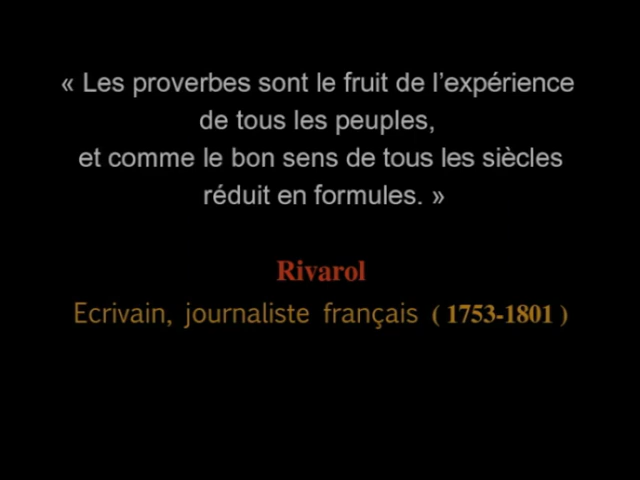 « Les proverbes sont le fruit de l’expérience
de tous les peuples,
et comme le bon sens de tous les siècles
réduit en formules. »
Rivarol
Ecrivain, journaliste français ( 1753-1801 )